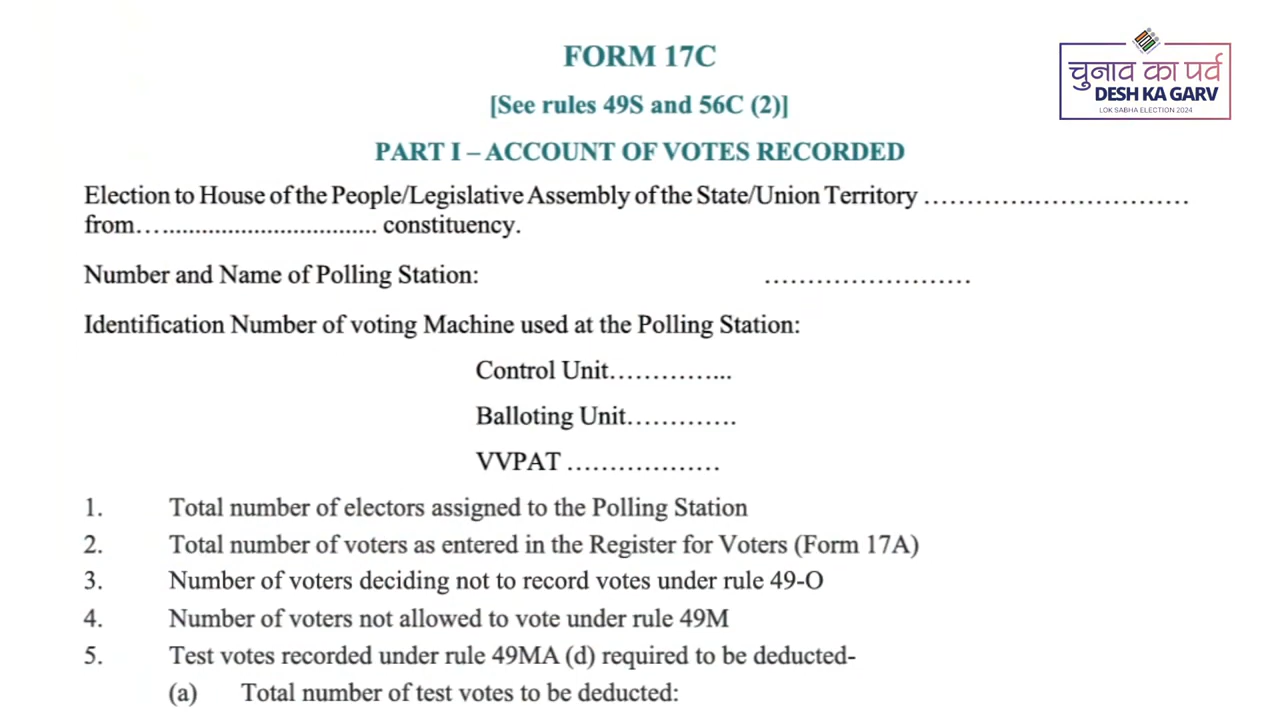 FORM 17C
[See rules 49S and 56C (2)]
PART I – ACCOUNT OF VOTES RECORDED
चुनाव का पर्व
DESH KA GARV
LOK SABHA ELECTION 2024
Election to House of the People/Legislative Assembly of the State/Union Territory ……………………………
from…................................. constituency.
Number and Name of Polling Station: ……………………
Identification Number of voting Machine used at the Polling Station:
Control Unit…………...
Balloting Unit………….
VVPAT ………………
1. Total number of electors assigned to the Polling Station
2. Total number of voters as entered in the Register for Voters (Form 17A)
3. Number of voters deciding not to record votes under rule 49-O
4. Number of voters not allowed to vote under rule 49M
5. Test votes recorded under rule 49MA (d) required to be deducted-
(a) Total number of test votes to be deducted: